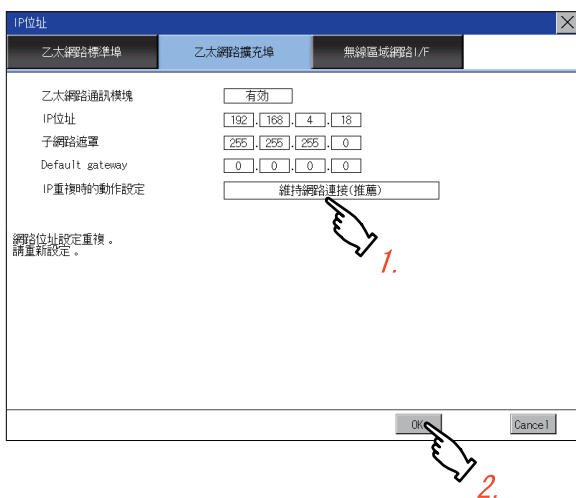 IP位址
乙太網路標準埠 乙太網路擴充埠 無線區域網路I/F
乙太網路通訊模塊 有効
IP位址 192 . 168 . 4 . 18
子網路遮罩 255 . 255 . 255 . 0
Default gateway 0 . 0 . 0 . 0
IP重複時的動作設定 維持網路連接(推薦)
1.
網路位址設定重複。
請重新設定。
OK Cancel
2.